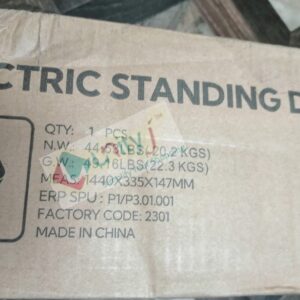 CTRIC STANDING D
QTY: 1 PCS
N.W.: 44.53LBS(20.2 KGS)
G.W.: 49.16LBS(22.3 KGS)
MEAS: 1440X335X147MM
ERP SPU : P1/P3.01.001
FACTORY CODE: 2301
MADE IN CHINA